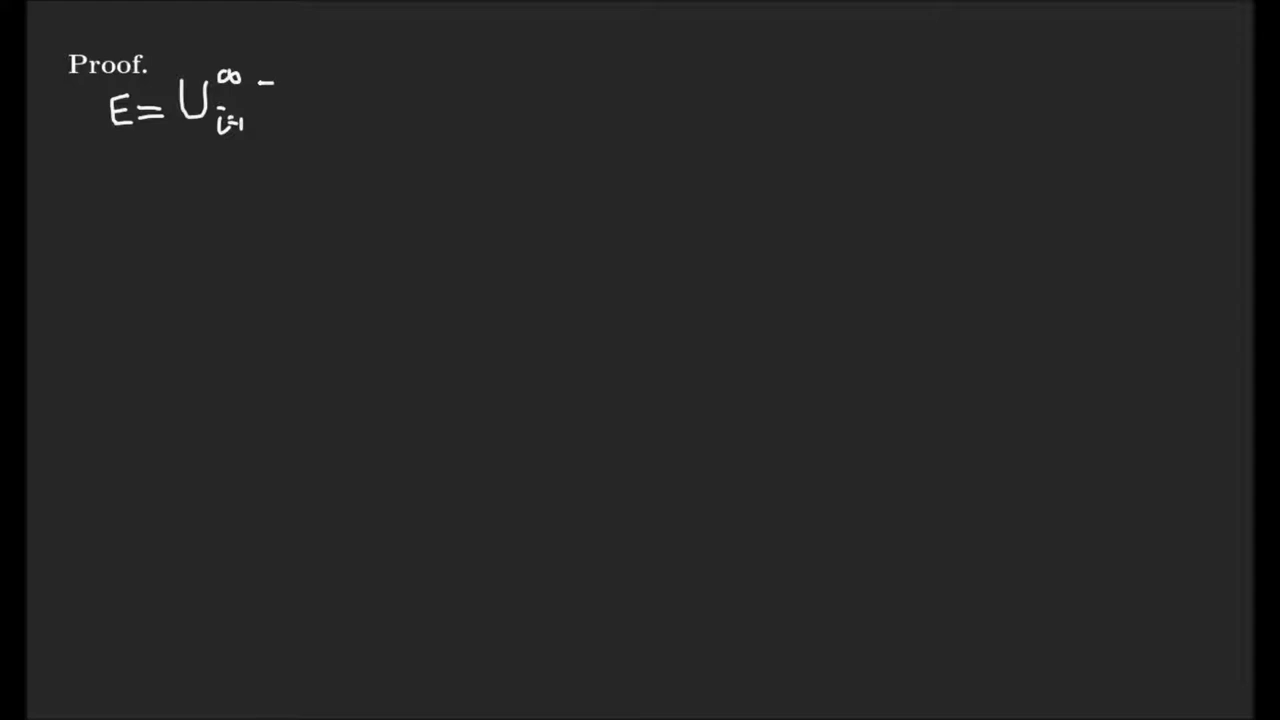 Proof.
E = ⋃_{i=1}^∞ -